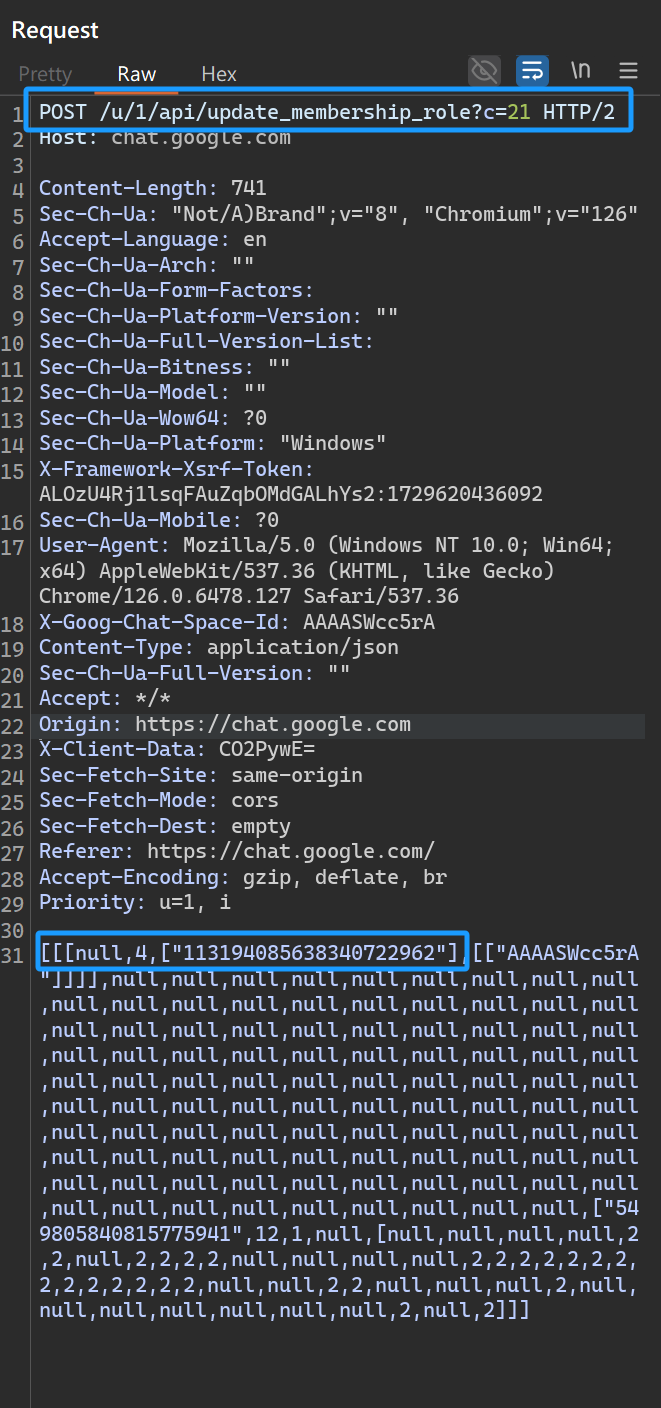 Request
Pretty Raw Hex \n
1 POST /u/1/api/update_membership_role?c=21 HTTP/2
2 Host: chat.google.com
3
4 Content-Length: 741
5 Sec-Ch-Ua: "Not/A)Brand";v="8", "Chromium";v="126"
6 Accept-Language: en
7 Sec-Ch-Ua-Arch: ""
8 Sec-Ch-Ua-Form-Factors:
9 Sec-Ch-Ua-Platform-Version: ""
10 Sec-Ch-Ua-Full-Version-List:
11 Sec-Ch-Ua-Bitness: ""
12 Sec-Ch-Ua-Model: ""
13 Sec-Ch-Ua-Wow64: ?0
14 Sec-Ch-Ua-Platform: "Windows"
15 X-Framework-Xsrf-Token:
ALOzU4Rj1lsqFAuZqbOMdGALhYs2:1729620436092
16 Sec-Ch-Ua-Mobile: ?0
17 User-Agent: Mozilla/5.0 (Windows NT 10.0; Win64;
x64) AppleWebKit/537.36 (KHTML, like Gecko)
Chrome/126.0.6478.127 Safari/537.36
18 X-Goog-Chat-Space-Id: AAAASWcc5rA
19 Content-Type: application/json
20 Sec-Ch-Ua-Full-Version: ""
21 Accept: */*
22 Origin: https://chat.google.com
23 X-Client-Data: CO2PywE=
24 Sec-Fetch-Site: same-origin
25 Sec-Fetch-Mode: cors
26 Sec-Fetch-Dest: empty
27 Referer: https://chat.google.com/
28 Accept-Encoding: gzip, deflate, br
29 Priority: u=1, i
30
31 [[[null,4,["113194085638340722962"],[["AAAASWcc5rA
"]]]],null,null,null,null,null,null,null,null,null
,null,null,null,null,null,null,null,null,null,null
,null,null,null,null,null,null,null,null,null,null
,null,null,null,null,null,null,null,null,null,null
,null,null,null,null,null,null,null,null,null,null
,null,null,null,null,null,null,null,null,null,null
,null,null,null,null,null,null,null,null,null,null
,null,null,null,null,null,null,null,null,null,null
,null,null,null,null,null,null,null,null,null,null
,null,null,null,null,null,null,null,null,null,["54
98058408157​75941",12,1,null,[null,null,null,null,2
,2,null,2,2,2,2,null,null,null,null,2,2,2,2,2,2,2,
2,2,2,2,2,2,2,null,null,2,2,null,null,null,2,null,
null,null,null,null,null,null,2,null,2]]]